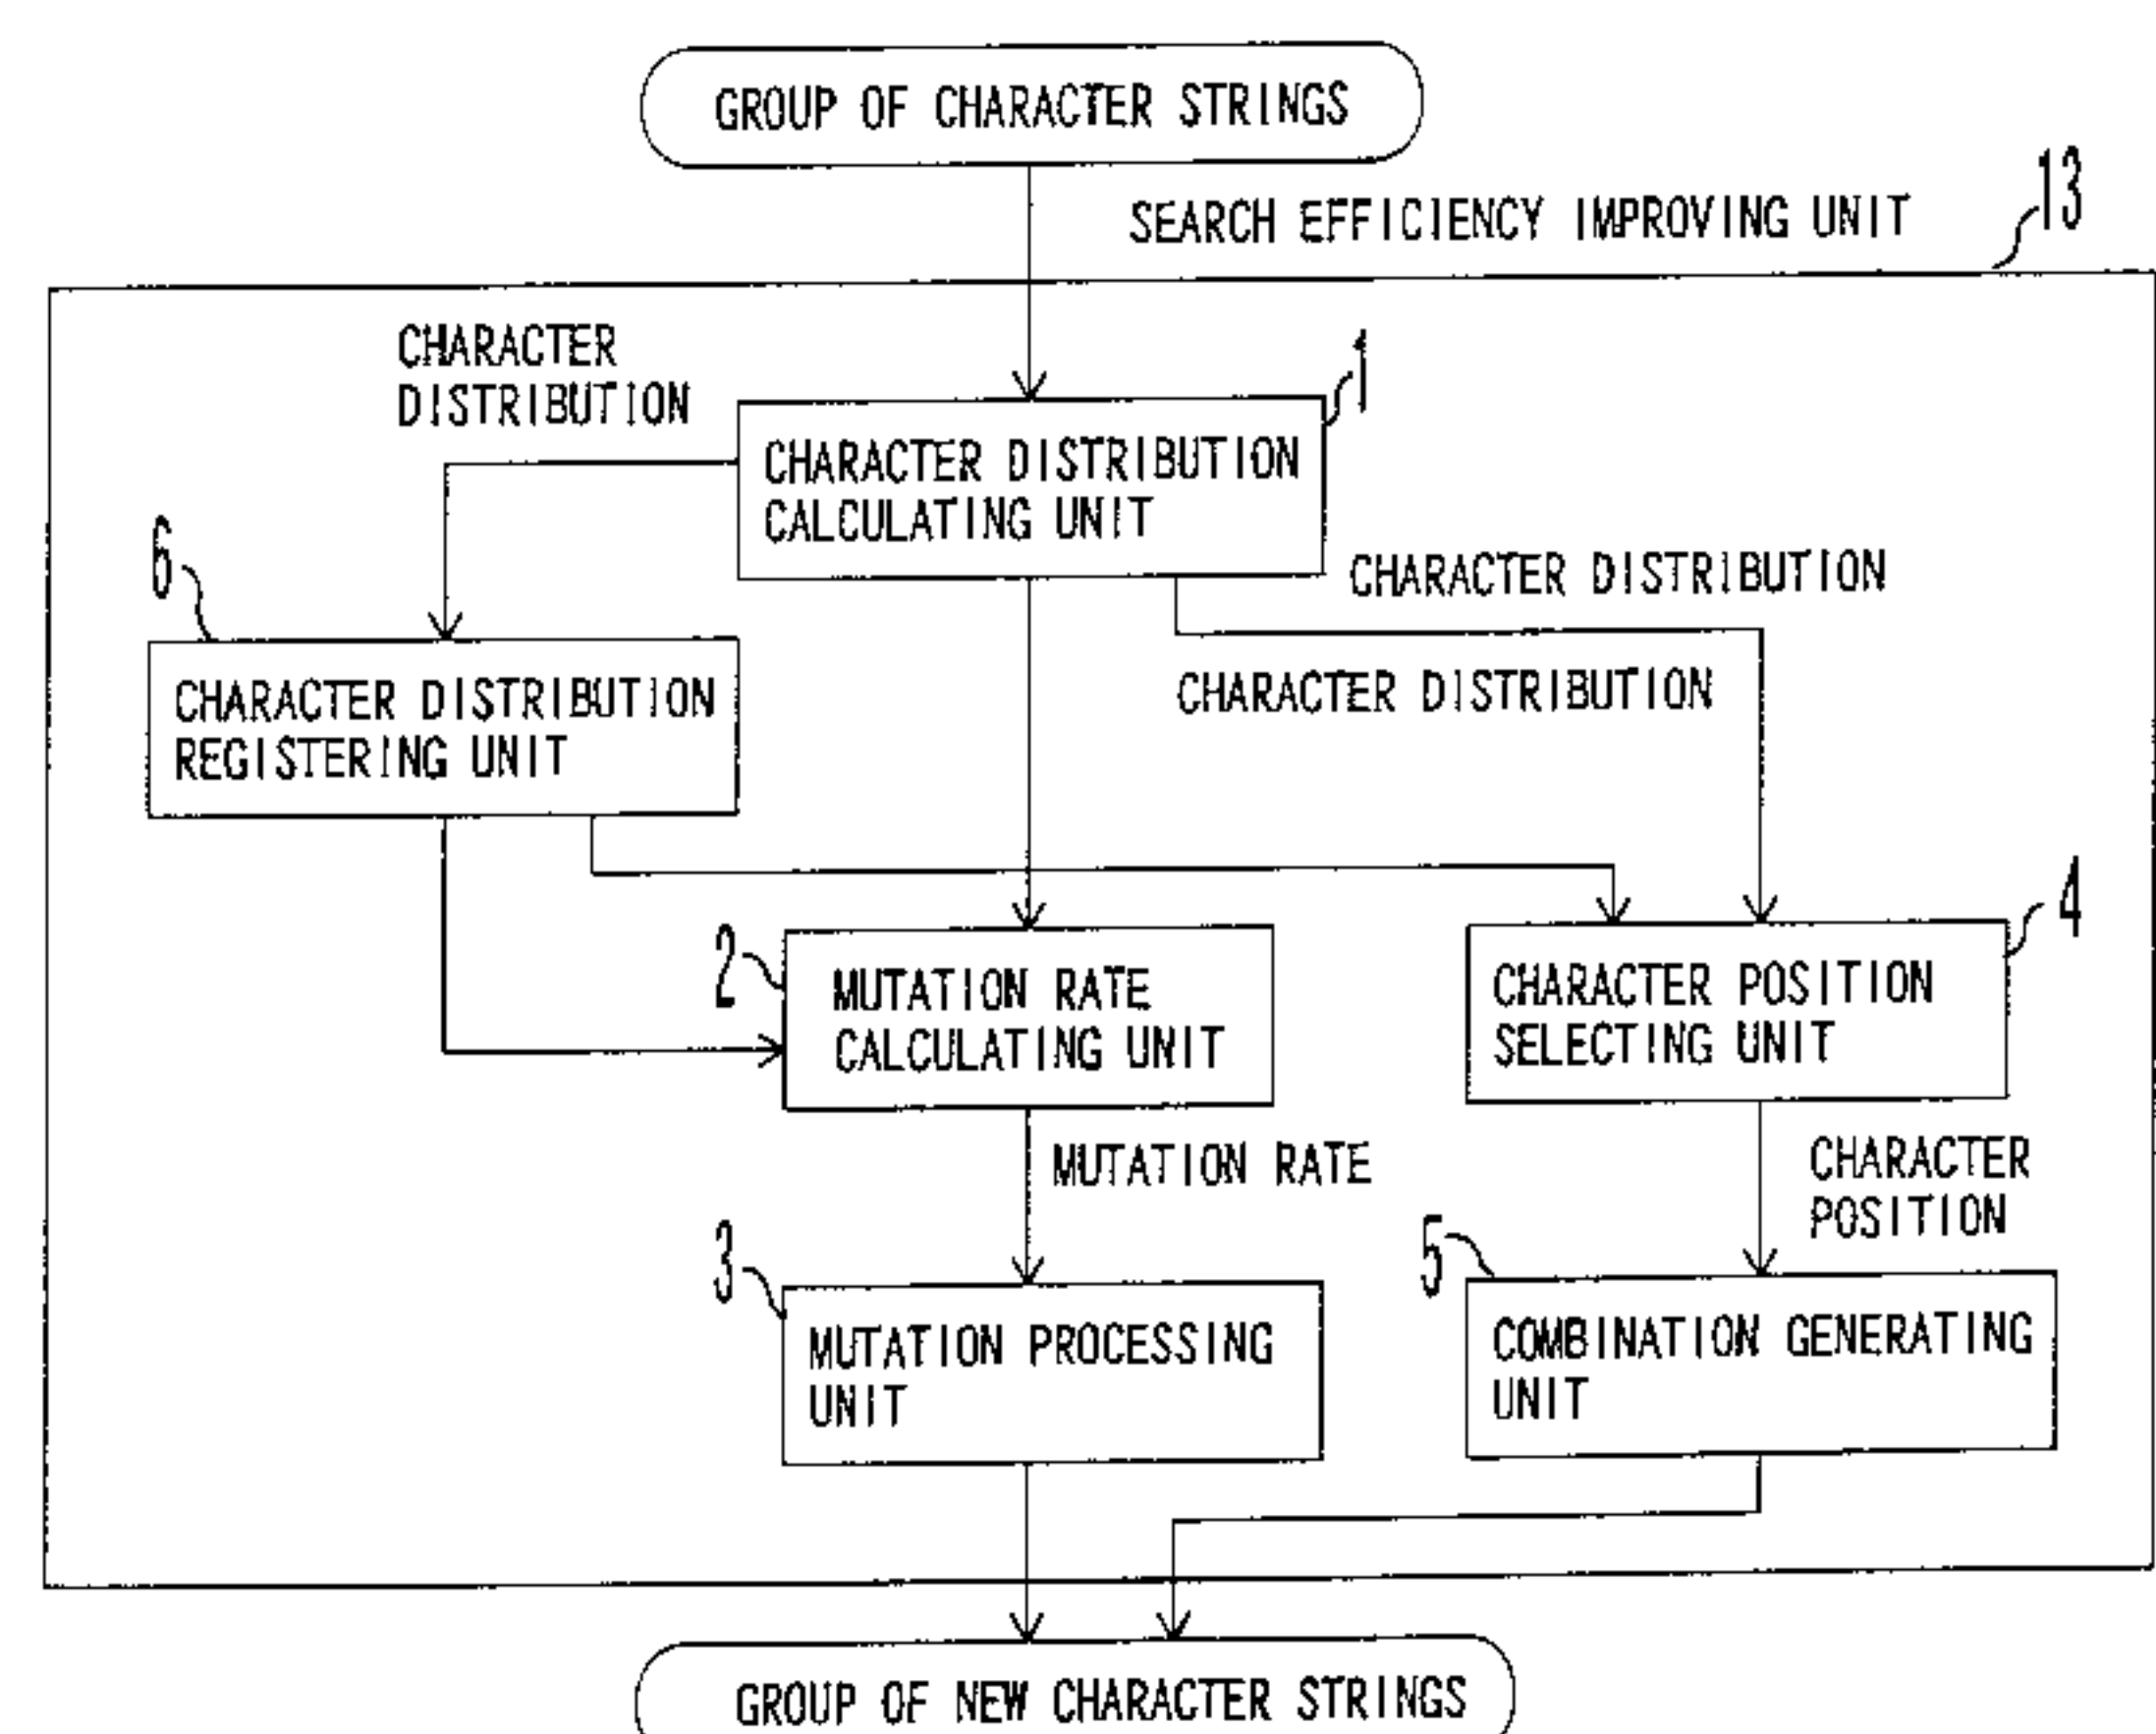 GROUP OF CHARACTER STRINGS
SEARCH EFFICIENCY IMPROVING UNIT
13
CHARACTER
DISTRIBUTION
1
CHARACTER DISTRIBUTION
CALCULATING UNIT
6
CHARACTER DISTRIBUTION
CHARACTER DISTRIBUTION
REGISTERING UNIT
CHARACTER DISTRIBUTION
2
MUTATION RATE
CALCULATING UNIT
4
CHARACTER POSITION
SELECTING UNIT
MUTATION RATE
CHARACTER
POSITION
3
MUTATION PROCESSING
UNIT
5
COMBINATION GENERATING
UNIT
GROUP OF NEW CHARACTER STRINGS